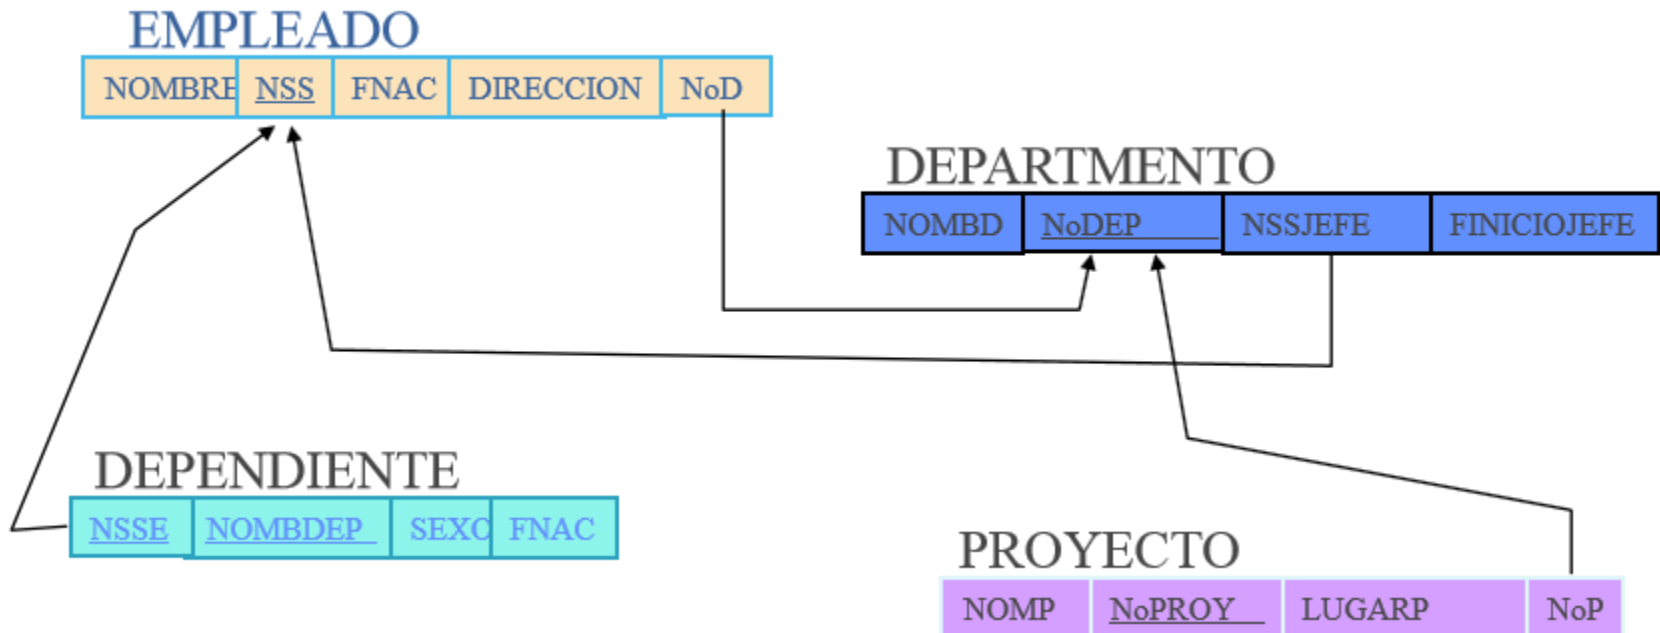 EMPLEADO
NOMBRE NSS FNAC DIRECCION NoD
DEPARTMENTO
NOMBD NoDEP NSSJEFE FINICIOJEFE
DEPENDIENTE
NSSE NOMBDEP SEXO FNAC
PROYECTO
NOMP NoPROY LUGARP NoP